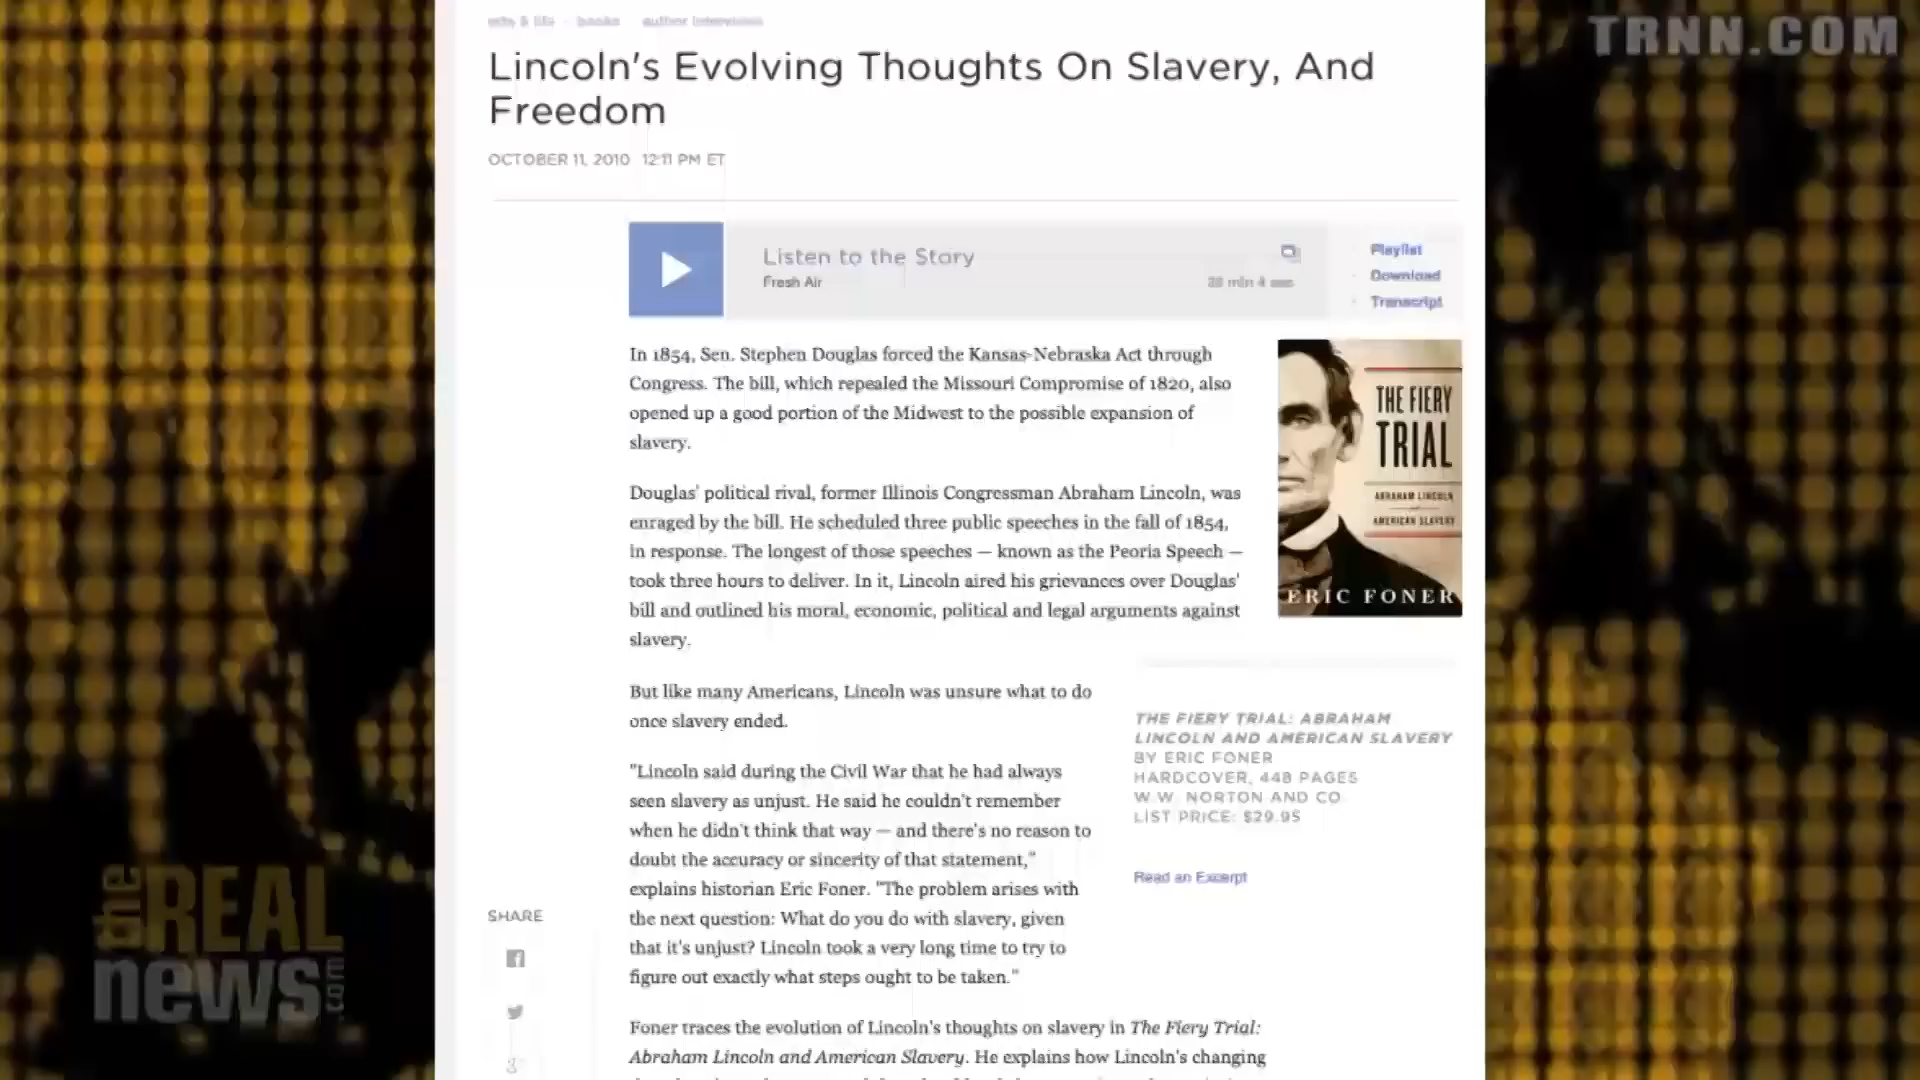 TRNN.COM
arts & life books author interviews
Lincoln's Evolving Thoughts On Slavery, And
Freedom
OCTOBER 11, 2010 12:11 PM ET
Listen to the Story
Fresh Air
Playlist
Download
Transcript
In 1854, Sen. Stephen Douglas forced the Kansas-Nebraska Act through
Congress. The bill, which repealed the Missouri Compromise of 1820, also
opened up a good portion of the Midwest to the possible expansion of
slavery.
THE FIERY
TRIAL
ABRAHAM LINCOLN
AMERICAN SLAVERY
ERIC FONER
Douglas' political rival, former Illinois Congressman Abraham Lincoln, was
enraged by the bill. He scheduled three public speeches in the fall of 1854,
in response. The longest of those speeches — known as the Peoria Speech —
took three hours to deliver. In it, Lincoln aired his grievances over Douglas'
bill and outlined his moral, economic, political and legal arguments against
slavery.
But like many Americans, Lincoln was unsure what to do
once slavery ended.
THE FIERY TRIAL: ABRAHAM
LINCOLN AND AMERICAN SLAVERY
BY ERIC FONER
HARDCOVER, 448 PAGES
W.W. NORTON AND CO.
LIST PRICE: $29.95
Read an Excerpt
"Lincoln said during the Civil War that he had always
seen slavery as unjust. He said he couldn't remember
when he didn't think that way — and there's no reason to
doubt the accuracy or sincerity of that statement,"
explains historian Eric Foner. "The problem arises with
the next question: What do you do with slavery, given
that it's unjust? Lincoln took a very long time to try to
figure out exactly what steps ought to be taken."
SHARE
Foner traces the evolution of Lincoln's thoughts on slavery in The Fiery Trial:
Abraham Lincoln and American Slavery. He explains how Lincoln's changing
the REAL
news.com